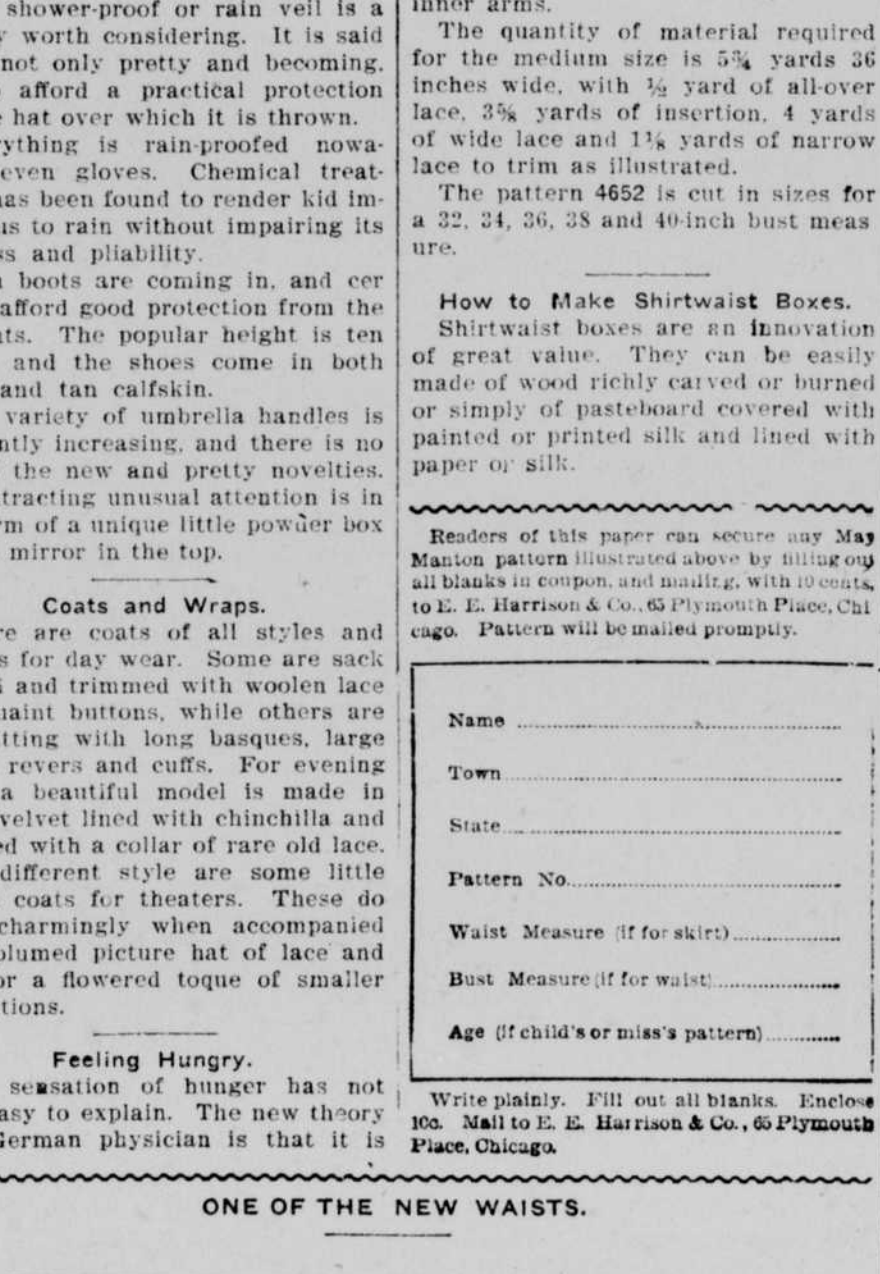 shower-proof or rain veil is a
worth considering. It is said
not only pretty and becoming,
afford a practical protection
hat over which it is thrown.
ything is rain-proofed nowa-
even gloves. Chemical treat-
has been found to render kid im-
us to rain without impairing its
ss and pliability.
boots are coming in, and cer
afford good protection from the
nts. The popular height is ten
and the shoes come in both
and tan calfskin.
variety of umbrella handles is
ntly increasing, and there is no
the new and pretty novelties.
tracting unusual attention is in
rm of a unique little powder box
mirror in the top.
Coats and Wraps.
re are coats of all styles and
s for day wear. Some are sack
and trimmed with woolen lace
uaint buttons, while others are
tting with long basques, large
revers and cuffs. For evening
a beautiful model is made in
velvet lined with chinchilla and
ed with a collar of rare old lace.
different style are some little
coats for theaters. These do
charmingly when accompanied
plumed picture hat of lace and
or a flowered toque of smaller
tions.
Feeling Hungry.
sensation of hunger has not
asy to explain. The new theory
German physician is that it is
inner arms.
The quantity of material required
for the medium size is 5¾ yards 36
inches wide, with ½ yard of all-over
lace, 3⅝ yards of insertion, 4 yards
of wide lace and 1⅛ yards of narrow
lace to trim as illustrated.
The pattern 4652 is cut in sizes for
a 32, 34, 36, 38 and 40-inch bust meas
ure.
How to Make Shirtwaist Boxes.
Shirtwaist boxes are an innovation
of great value. They can be easily
made of wood richly carved or burned
or simply of pasteboard covered with
painted or printed silk and lined with
paper or silk.
Readers of this paper can secure any May
Manton pattern illustrated above by filling out
all blanks in coupon, and mailing, with 10 cents,
to E. E. Harrison & Co., 65 Plymouth Place, Chi
cago. Pattern will be mailed promptly.
Name
Town
State
Pattern No.
Waist Measure (if for skirt)
Bust Measure (if for waist)
Age (if child's or miss's pattern)
Write plainly. Fill out all blanks. Enclose
10c. Mail to E. E. Harrison & Co., 65 Plymouth
Place, Chicago.
ONE OF THE NEW WAISTS.